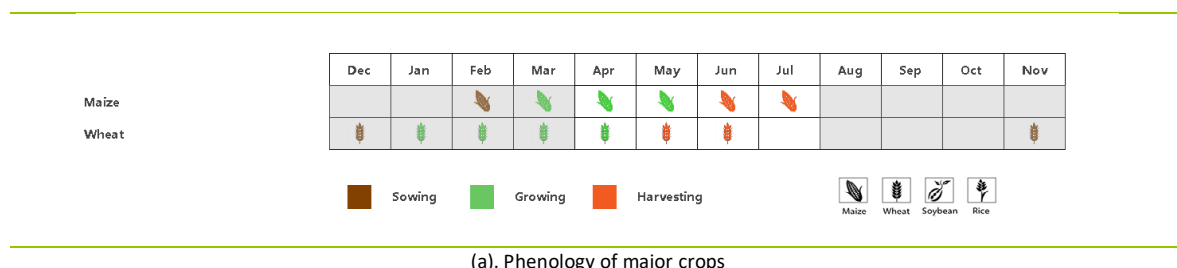 Dec Jan Feb Mar Apr May Jun Jul Aug Sep Oct Nov
Maize
Wheat
Sowing Growing Harvesting
Maize Wheat Soybean Rice
(a). Phenology of major crops